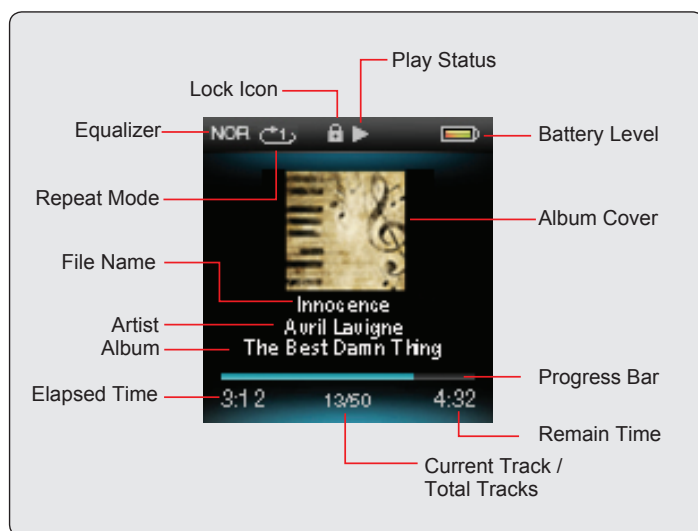 Play Status
Lock Icon
Equalizer
NOR 1
Battery Level
Repeat Mode
Album Cover
File Name
Innocence
Artist
Avril Lavigne
Album
The Best Damn Thing
Progress Bar
Elapsed Time
3:12 13/50 4:32
Remain Time
Current Track /
Total Tracks